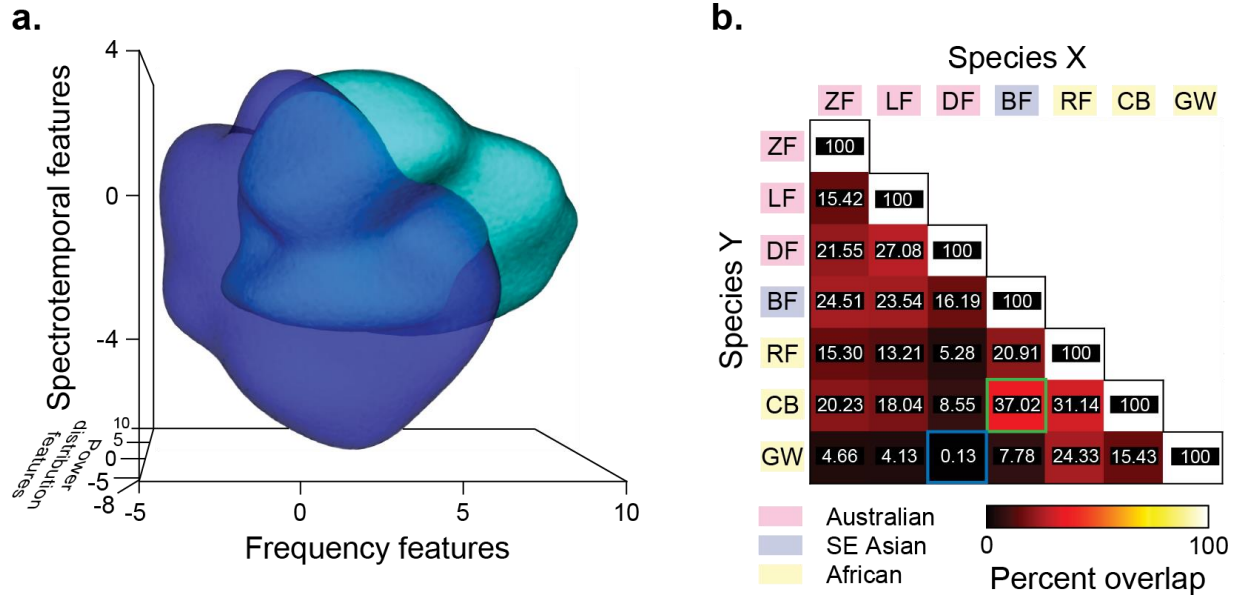 a.
4
0
-4
Spectrotemporal features
10
5
0
-5
-8
Power
distribution
features
-5 0 5 10
Frequency features
b.
Species X
ZF LF DF BF RF CB GW
Species Y
ZF 100
LF 15.42 100
DF 21.55 27.08 100
BF 24.51 23.54 16.19 100
RF 15.30 13.21 5.28 20.91 100
CB 20.23 18.04 8.55 37.02 31.14 100
GW 4.66 4.13 0.13 7.78 24.33 15.43 100
Australian
SE Asian
African
0 100
Percent overlap